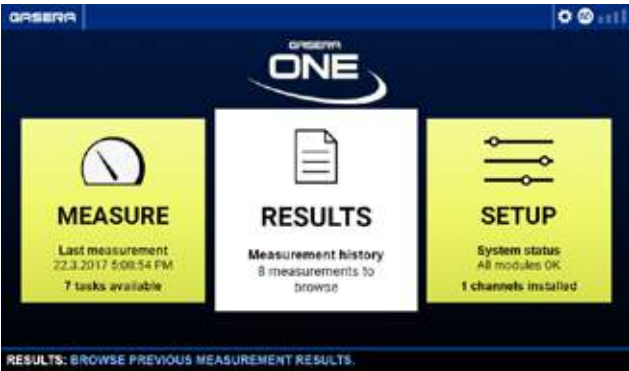 GASERA
GASERA
ONE
MEASURE
Last measurement
22.3.2017 5:08:54 PM
7 tasks available
RESULTS
Measurement history
8 measurements to
browse
SETUP
System status
All modules OK
1 channels installed
RESULTS: BROWSE PREVIOUS MEASUREMENT RESULTS.